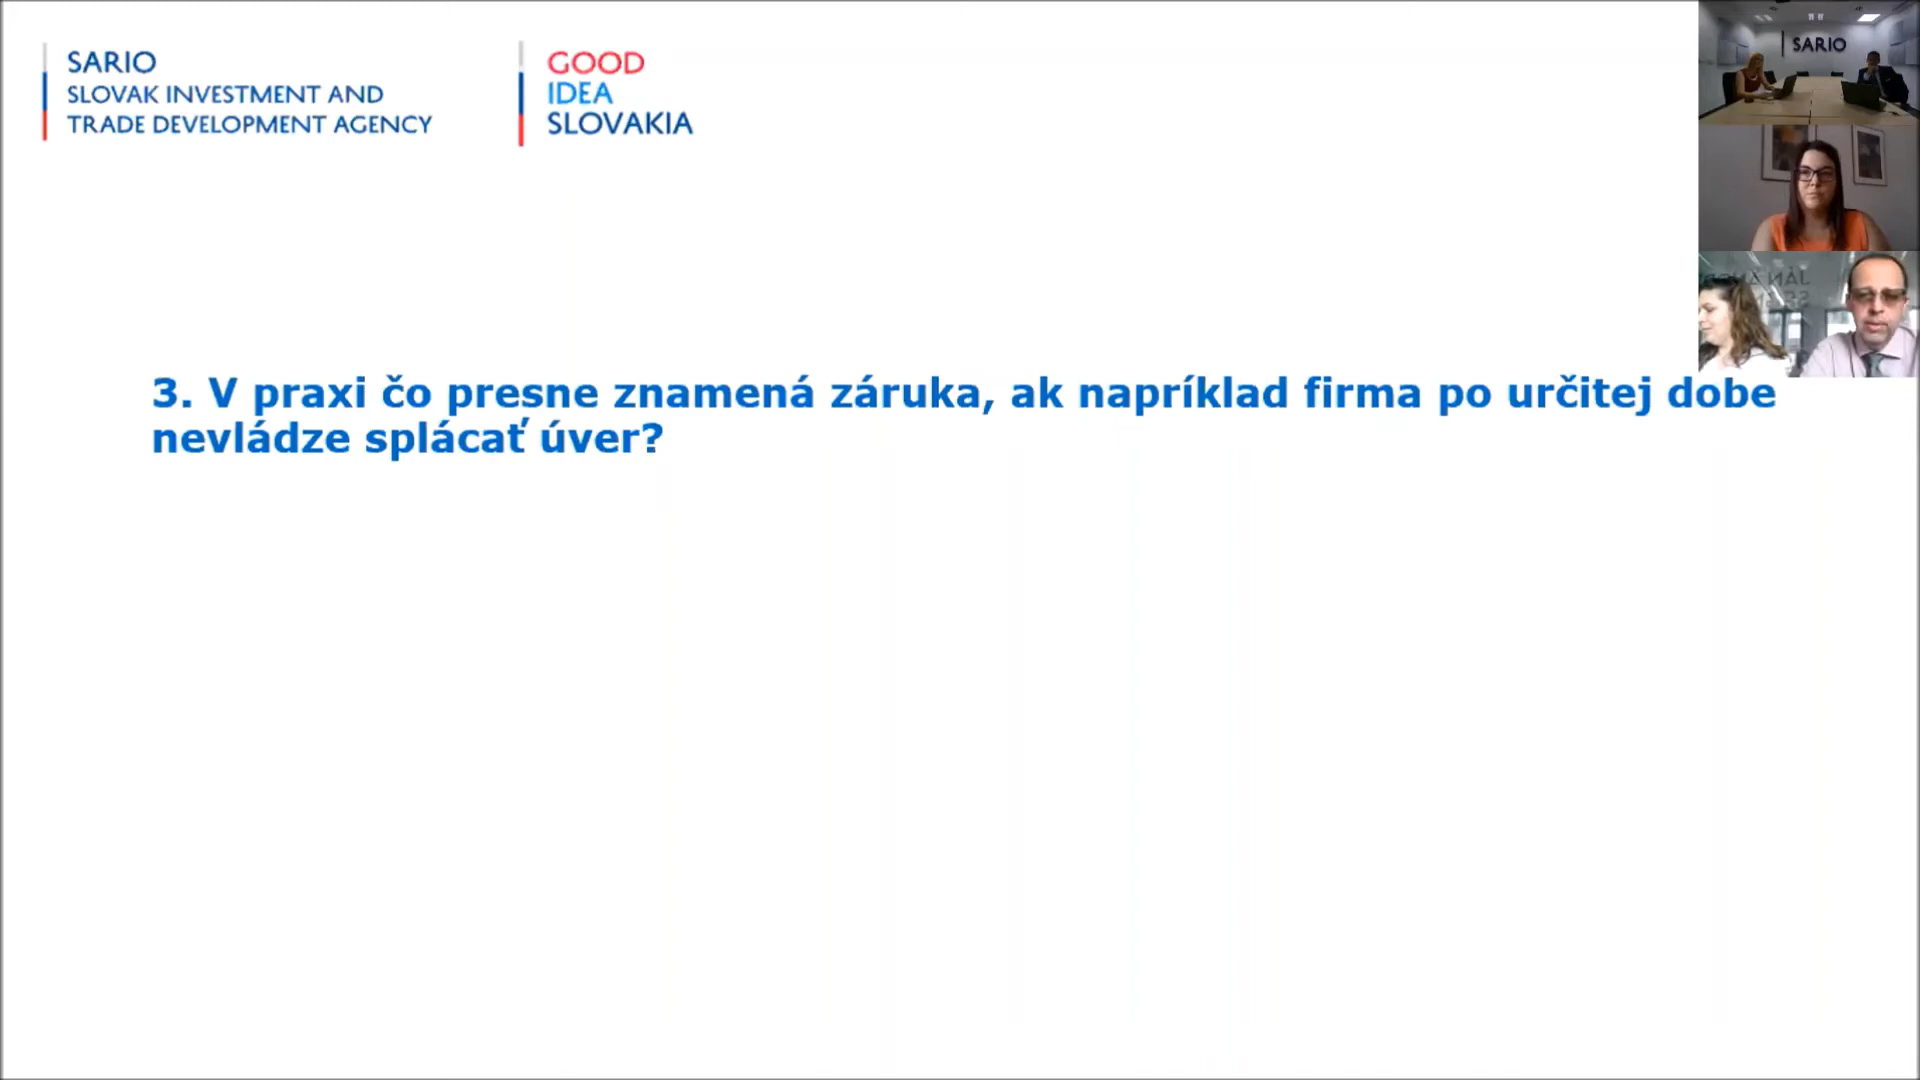 SARIO
SLOVAK INVESTMENT AND
TRADE DEVELOPMENT AGENCY
GOOD
IDEA
SLOVAKIA
SARIO
3. V praxi čo presne znamená záruka, ak napríklad firma po určitej dobe
nevládze splácať úver?